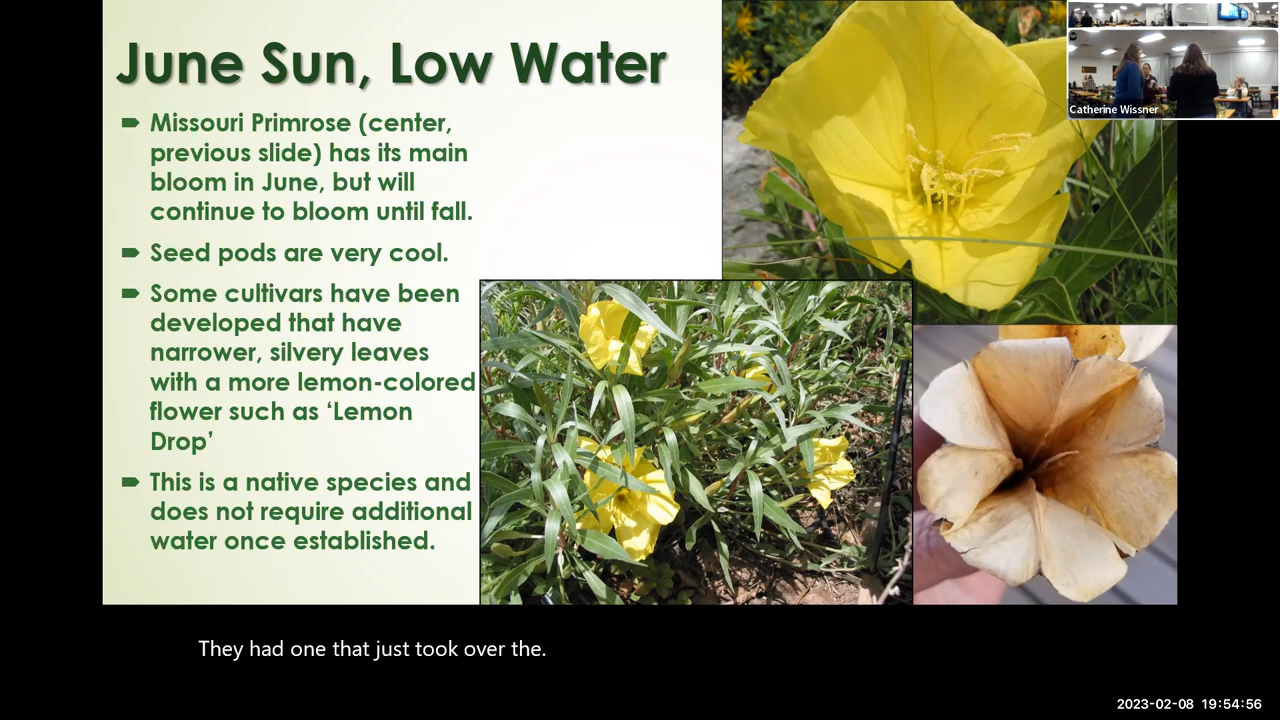 June Sun, Low Water
Missouri Primrose (center,
previous slide) has its main
bloom in June, but will
continue to bloom until fall.
Seed pods are very cool.
Some cultivars have been
developed that have
narrower, silvery leaves
with a more lemon-colored
flower such as ‘Lemon
Drop’
This is a native species and
does not require additional
water once established.
Catherine Wissner
They had one that just took over the.
2023-02-08 19:54:56